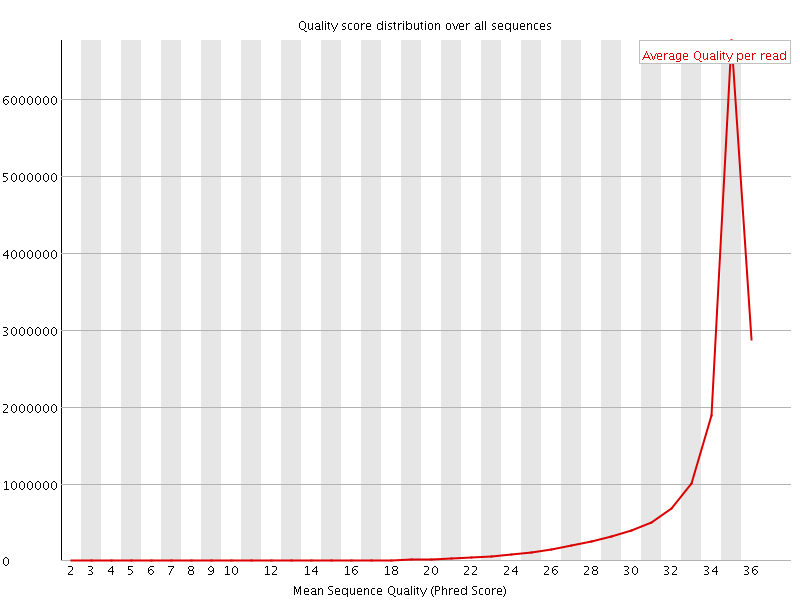 Quality score distribution over all sequences
Average Quality per read
6000000
5000000
4000000
3000000
2000000
1000000
0
2 3 4 5 6 7 8 9 10 12 14 16 18 20 22 24 26 28 30 32 34 36
Mean Sequence Quality (Phred Score)